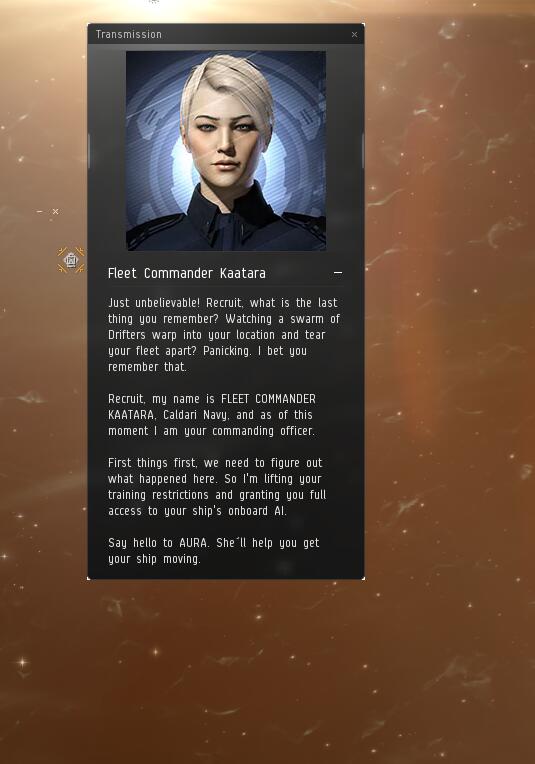 Transmission
Fleet Commander Kaatara
Just unbelievable! Recruit, what is the last
thing you remember? Watching a swarm of
Drifters warp into your location and tear
your fleet apart? Panicking. I bet you
remember that.
Recruit, my name is FLEET COMMANDER
KAATARA, Caldari Navy, and as of this
moment I am your commanding officer.
First things first, we need to figure out
what happened here. So I'm lifting your
training restrictions and granting you full
access to your ship's onboard AI.
Say hello to AURA. She´ll help you get
your ship moving.